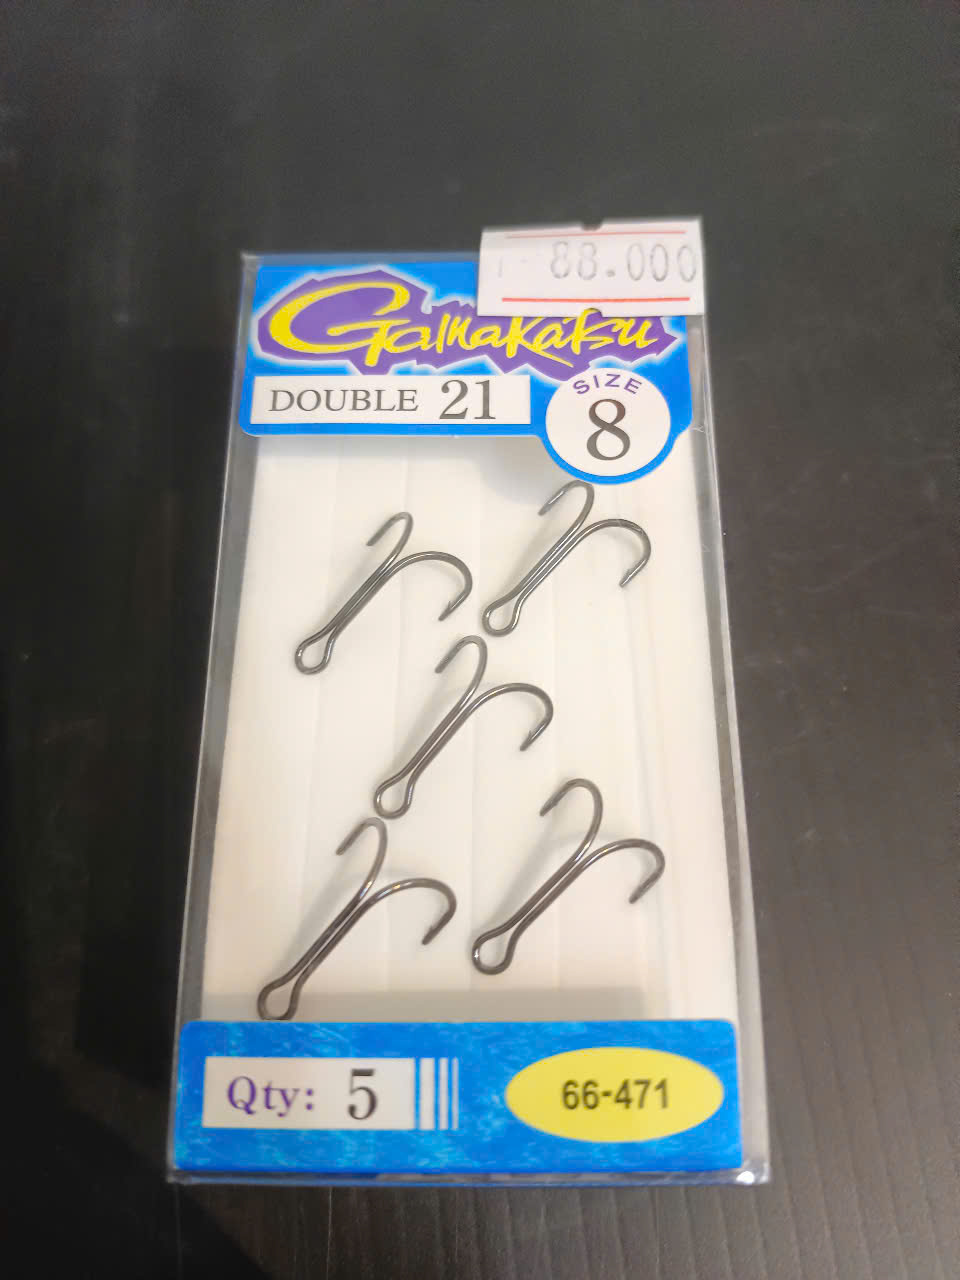 88.000
Gamakatsu
DOUBLE 21
SIZE
8
Qty: 5
66-471